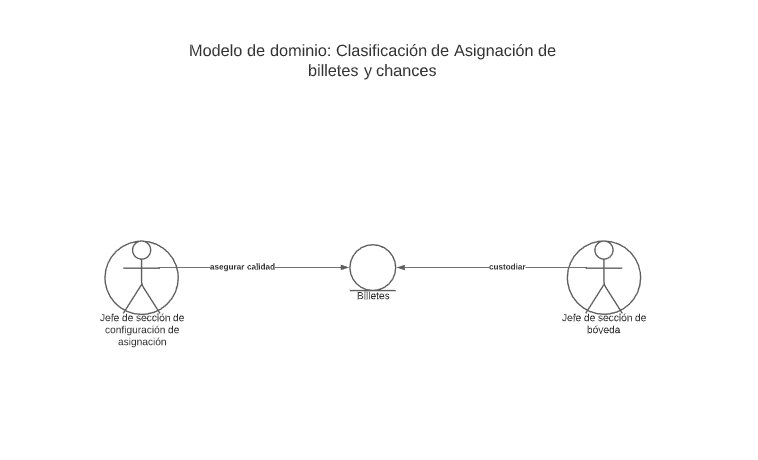 Modelo de dominio: Clasificación de Asignación de
billetes y chances
asegurar calidad
custodiar
Billetes
Jefe de sección de
configuración de
asignación
Jefe de sección de
bóveda